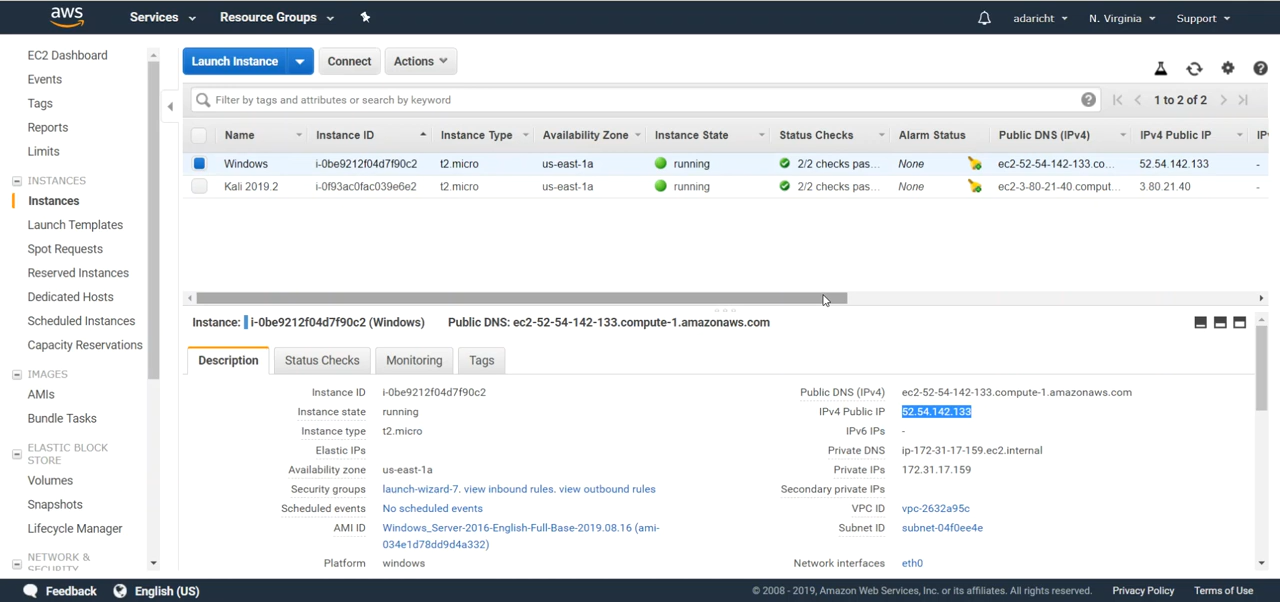 aws Services Resource Groups adaricht N. Virginia Support
EC2 Dashboard
Events
Tags
Reports
Limits
INSTANCES
Instances
Launch Templates
Spot Requests
Reserved Instances
Dedicated Hosts
Scheduled Instances
Capacity Reservations
IMAGES
AMIs
Bundle Tasks
ELASTIC BLOCK
STORE
Volumes
Snapshots
Lifecycle Manager
NETWORK &
SECURITY
Launch Instance Connect Actions
Filter by tags and attributes or search by keyword 1 to 2 of 2
Name Instance ID Instance Type Availability Zone Instance State Status Checks Alarm Status Public DNS (IPv4) IPv4 Public IP IP
Windows i-0be9212f04d7f90c2 t2.micro us-east-1a running 2/2 checks pas... None ec2-52-54-142-133.co... 52.54.142.133 -
Kali 2019.2 i-0f93ac0fac039e6e2 t2.micro us-east-1a running 2/2 checks pas... None ec2-3-80-21-40.comput... 3.80.21.40 -
Instance: i-0be9212f04d7f90c2 (Windows) Public DNS: ec2-52-54-142-133.compute-1.amazonaws.com
Description Status Checks Monitoring Tags
Instance ID i-0be9212f04d7f90c2 Public DNS (IPv4) ec2-52-54-142-133.compute-1.amazonaws.com
Instance state running IPv4 Public IP 52.54.142.133
Instance type t2.micro IPv6 IPs -
Elastic IPs Private DNS ip-172-31-17-159.ec2.internal
Availability zone us-east-1a Private IPs 172.31.17.159
Security groups launch-wizard-7. view inbound rules. view outbound rules Secondary private IPs
Scheduled events No scheduled events VPC ID vpc-2632a95c
AMI ID Windows_Server-2016-English-Full-Base-2019.08.16 (ami- Subnet ID subnet-04f0ee4e
034e1d78dd9d4a332)
Platform windows Network interfaces eth0
Feedback English (US) © 2008 - 2019, Amazon Web Services, Inc. or its affiliates. All rights reserved. Privacy Policy Terms of Use